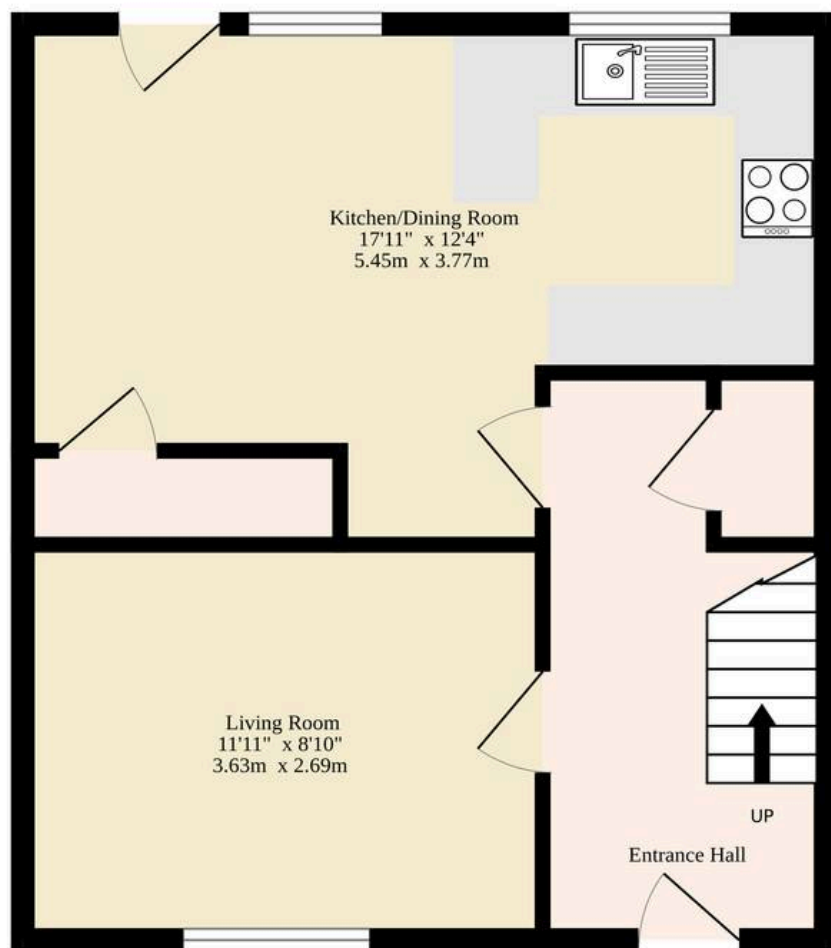 Kitchen/Dining Room
17'11" x 12'4"
5.45m x 3.77m
Living Room
11'11" x 8'10"
3.63m x 2.69m
UP
Entrance Hall